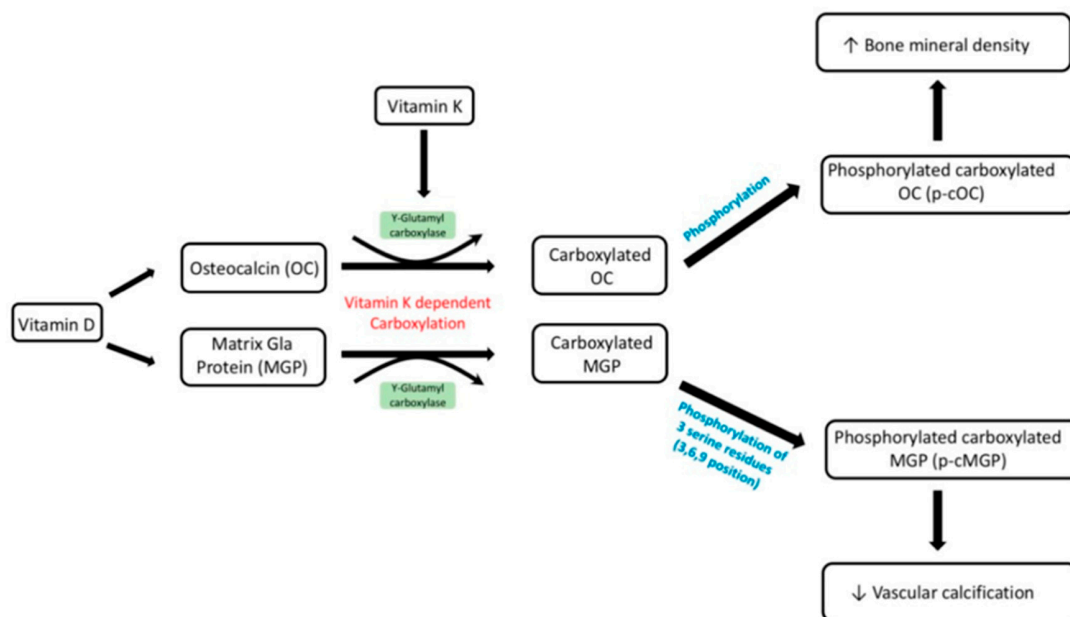 ↑ Bone mineral density
Vitamin K
Phosphorylated carboxylated
OC (p-cOC)
Phosphorylation
Y-Glutamyl
carboxylase
Osteocalcin (OC)
Carboxylated
OC
Vitamin K dependent
Carboxylation
Vitamin D
Matrix Gla
Protein (MGP)
Carboxylated
MGP
Y-Glutamyl
carboxylase
Phosphorylation of
3 serine residues
(3,6,9 position)
Phosphorylated carboxylated
MGP (p-cMGP)
↓ Vascular calcification